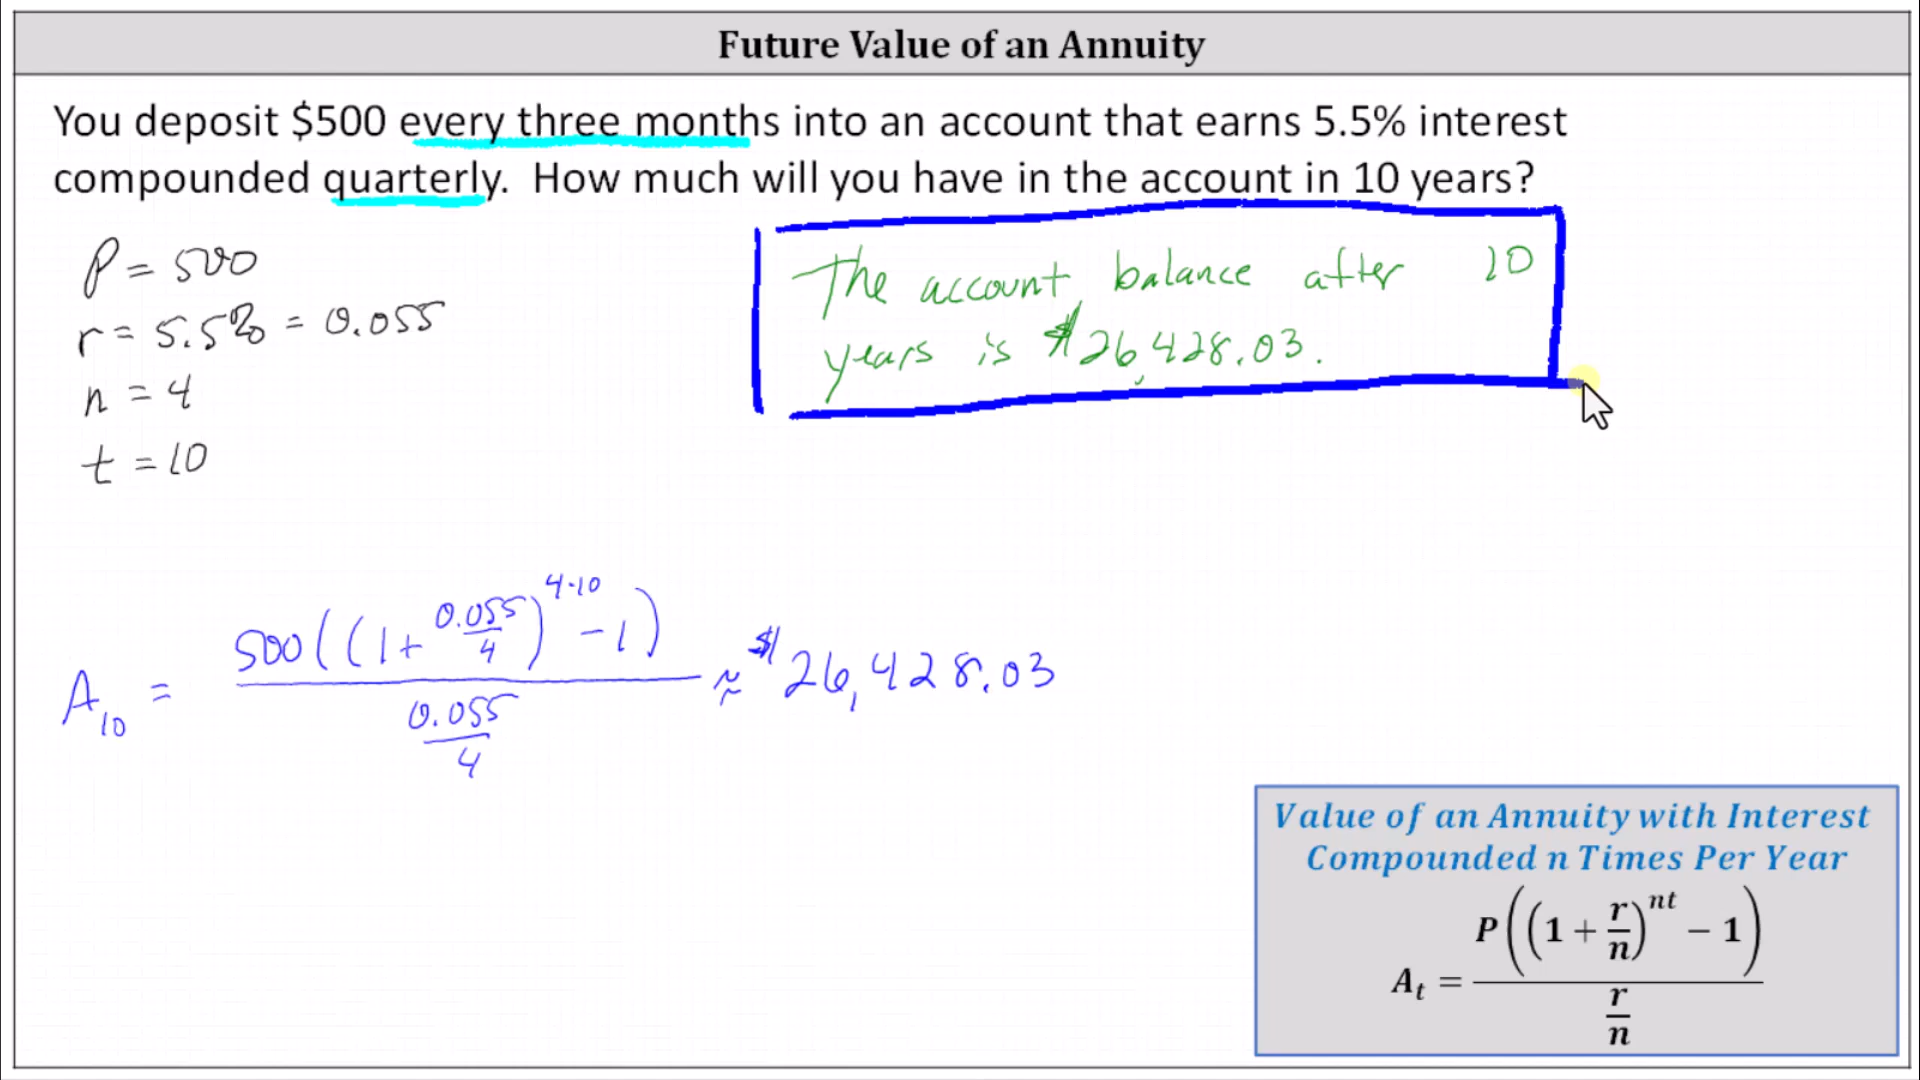 Future Value of an Annuity
You deposit $500 every three months into an account that earns 5.5% interest
compounded quarterly. How much will you have in the account in 10 years?
P = 500
r = 5.5% = 0.055
n = 4
t = 10
The account balance after 10
years is $26,428.03.
A₁₀ = 500((1+0.055/4)^(4·10) -1) / (0.055/4) ≈ $26,428.03
Value of an Annuity with Interest
Compounded n Times Per Year
Aₜ = P((1 + r/n)^(nt) − 1) / (r/n)